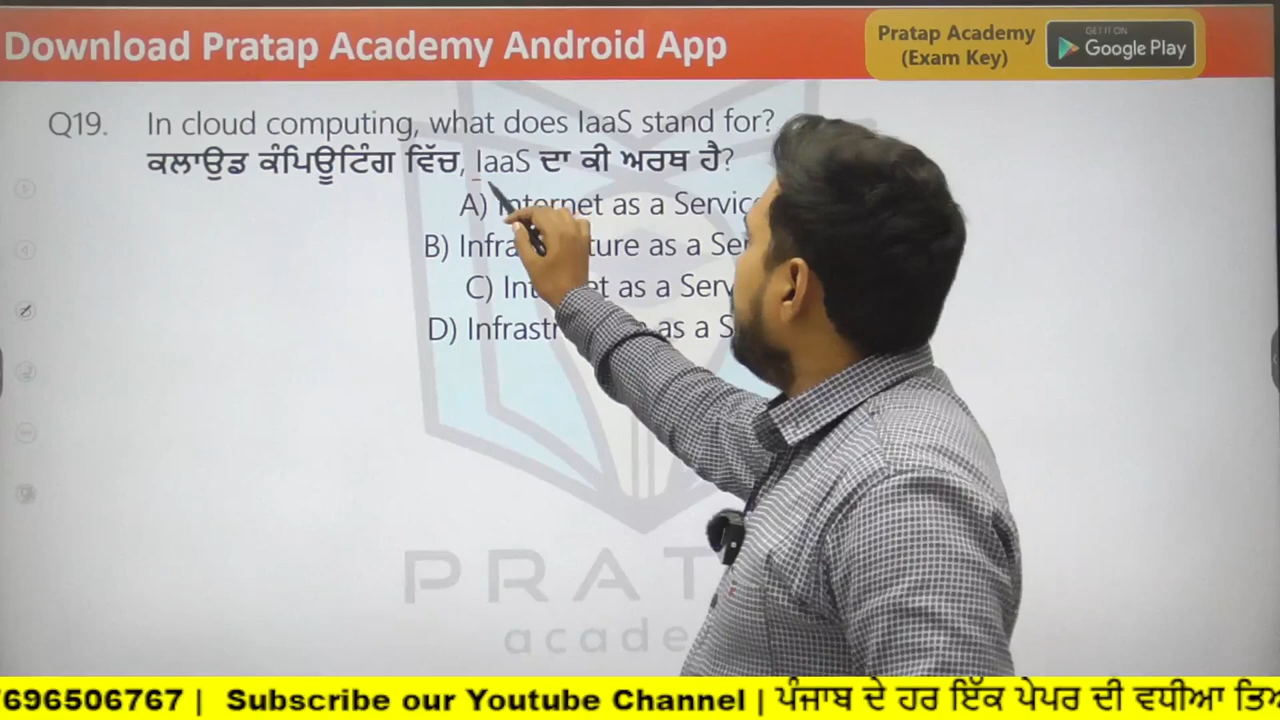 Download Pratap Academy Android App
Pratap Academy
(Exam Key)
GET IT ON
Google Play
Q19. In cloud computing, what does IaaS stand for?
ਕਲਾਉਡ ਕੰਪਿਊਟਿੰਗ ਵਿੱਚ, IaaS ਦਾ ਕੀ ਅਰਥ ਹੈ?
A) Internet as a Servic
B) Infra ture as a Se
C) Int et as a Serv
D) Infrastr as a S
PRAT
acade
7696506767 | Subscribe our Youtube Channel | ਪੰਜਾਬ ਦੇ ਹਰ ਇੱਕ ਪੇਪਰ ਦੀ ਵਧੀਆ ਤਿਆ